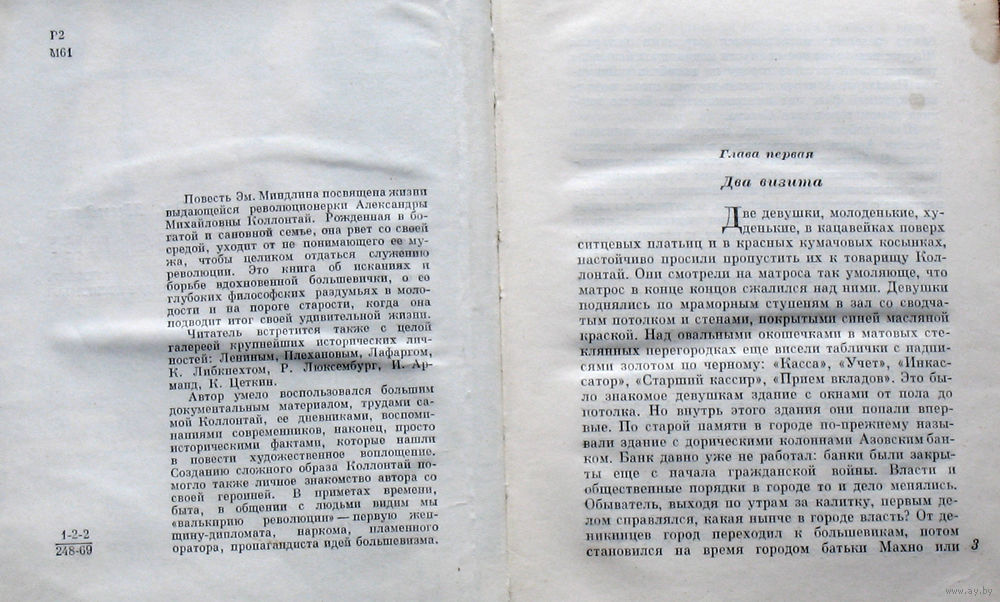 Р2
М61
Повесть Эм. Миндлина посвящена жизни
выдающейся революционерки Александры
Михайловны Коллонтай. Рожденная в бо-
гатой и сановной семье, она рвет со своей
средой, уходит от не понимающего ее му-
жа, чтобы целиком отдаться служению
революции. Это книга об исканиях и
борьбе вдохновенной большевички, о ее
глубоких философских раздумьях в моло-
дости и на пороге старости, когда она
подводит итог своей удивительной жизни.
Читатель встретится также с целой
галереей крупнейших исторических лич-
ностей: Лениным, Плехановым, Лафаргом,
К. Либкнехтом, Р. Люксембург, И. Ар-
манд, К. Цеткин.
Автор умело воспользовался большим
документальным материалом, трудами са-
мой Коллонтай, ее дневниками, воспоми-
наниями современников, наконец, просто
историческими фактами, которые нашли
в повести художественное воплощение.
Созданию сложного образа Коллонтай по-
могло также личное знакомство автора со
своей героиней. В приметах времени,
быта, в общении с людьми видим мы
«валькирию революции» — первую жен-
щину-дипломата, наркома, пламенного
оратора, пропагандиста идей большевизма.
1-2-2
248-69
Глава первая
Два визита
Две девушки, молоденькие, ху-
денькие, в кацавейках поверх
ситцевых платьиц и в красных кумачовых косынках,
настойчиво просили пропустить их к товарищу Кол-
лонтай. Они смотрели на матроса так умоляюще, что
матрос в конце концов сжалился над ними. Девушки
поднялись по мраморным ступеням в зал со сводча-
тым потолком и стенами, покрытыми синей масляной
краской. Над овальными окошечками в матовых сте-
клянных перегородках еще висели таблички с надпи-
сями золотом по черному: «Касса», «Учет», «Инкас-
сатор», «Старший кассир», «Прием вкладов». Это бы-
ло знакомое девушкам здание с окнами от пола до
потолка. Но внутрь этого здания они попали впер-
вые. По старой памяти в городе по-прежнему назы-
вали здание с дорическими колоннами Азовским бан-
ком. Банк давно уже не работал: банки были закры-
ты еще с начала гражданской войны. Власти и
общественные порядки в городе то и дело менялись.
Обыватель, выходя по утрам за калитку, первым де-
лом справлялся, какая нынче в городе власть? От де-
никинцев город переходил к большевикам, потом
становился на время городом батьки Махно или
3
www.ay.by